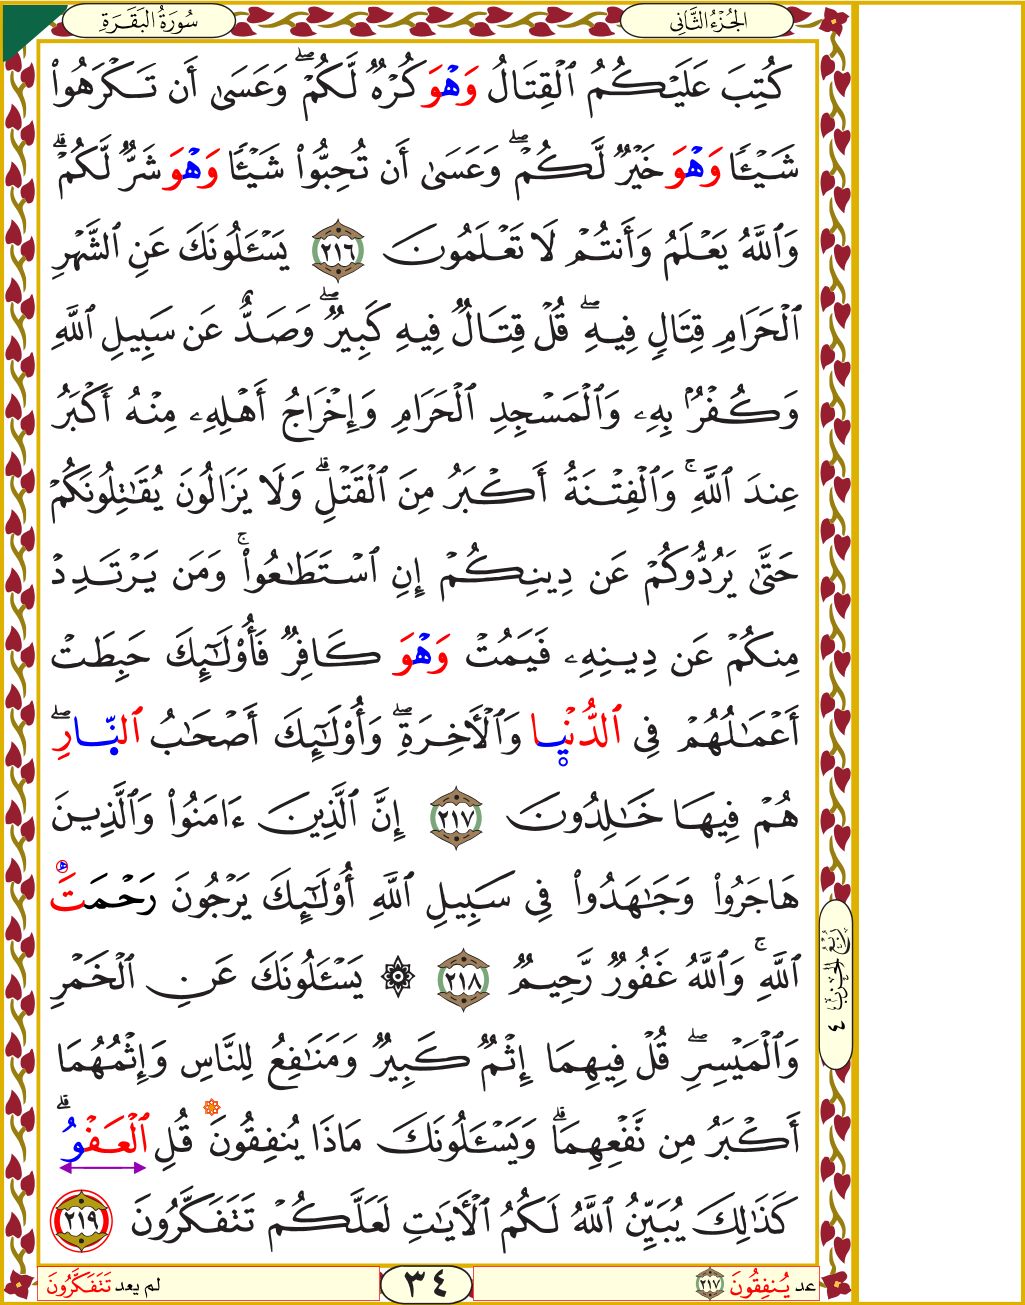 الجُزْءُ الثَّانِى
سُورَةُ البَقَرَةِ
كُتِبَ عَلَيْكُمُ ٱلْقِتَالُ وَهْوَ كُرْهٌ لَّكُمْ ۖ وَعَسَىٰ أَن تَكْرَهُوا۟
شَيْـًٔا وَهْوَ خَيْرٌ لَّكُمْ ۖ وَعَسَىٰ أَن تُحِبُّوا۟ شَيْـًٔا وَهْوَ شَرٌّ لَّكُمْ ۗ
وَٱللَّهُ يَعْلَمُ وَأَنتُمْ لَا تَعْلَمُونَ ٢١٦ يَسْـَٔلُونَكَ عَنِ ٱلشَّهْرِ
ٱلْحَرَامِ قِتَالٍ فِيهِ ۖ قُلْ قِتَالٌ فِيهِ كَبِيرٌ ۖ وَصَدٌّ عَن سَبِيلِ ٱللَّهِ
وَكُفْرٌۢ بِهِۦ وَٱلْمَسْجِدِ ٱلْحَرَامِ وَإِخْرَاجُ أَهْلِهِۦ مِنْهُ أَكْبَرُ
عِندَ ٱللَّهِ ۚ وَٱلْفِتْنَةُ أَكْبَرُ مِنَ ٱلْقَتْلِ ۗ وَلَا يَزَالُونَ يُقَـٰتِلُونَكُمْ
حَتَّىٰ يَرُدُّوكُمْ عَن دِينِكُمْ إِنِ ٱسْتَطَـٰعُوا۟ ۚ وَمَن يَرْتَدِدْ
مِنكُمْ عَن دِينِهِۦ فَيَمُتْ وَهْوَ كَافِرٌ فَأُو۟لَـٰٓئِكَ حَبِطَتْ
أَعْمَـٰلُهُمْ فِى ٱلدُّنْيَا وَٱلْـَٔاخِرَةِ ۖ وَأُو۟لَـٰٓئِكَ أَصْحَـٰبُ ٱلنَّارِ ۖ
هُمْ فِيهَا خَـٰلِدُونَ ٢١٧ إِنَّ ٱلَّذِينَ ءَامَنُوا۟ وَٱلَّذِينَ
هَاجَرُوا۟ وَجَـٰهَدُوا۟ فِى سَبِيلِ ٱللَّهِ أُو۟لَـٰٓئِكَ يَرْجُونَ رَحْمَتَ
ٱللَّهِ ۚ وَٱللَّهُ غَفُورٌ رَّحِيمٌ ٢١٨ ۞ يَسْـَٔلُونَكَ عَنِ ٱلْخَمْرِ
وَٱلْمَيْسِرِ ۖ قُلْ فِيهِمَا إِثْمٌ كَبِيرٌ وَمَنَـٰفِعُ لِلنَّاسِ وَإِثْمُهُمَا
أَكْبَرُ مِن نَّفْعِهِمَا ۗ وَيَسْـَٔلُونَكَ مَاذَا يُنفِقُونَ قُلِ ٱلْعَفْوُ ۗ
كَذَٰلِكَ يُبَيِّنُ ٱللَّهُ لَكُمُ ٱلْـَٔايَـٰتِ لَعَلَّكُمْ تَتَفَكَّرُونَ ٢١٩
رُبْعُ الحِزب ٤
عد يُنفِقُونَ ٢١٧
٣٤
لم يعد تَتَفَكَّرُونَ